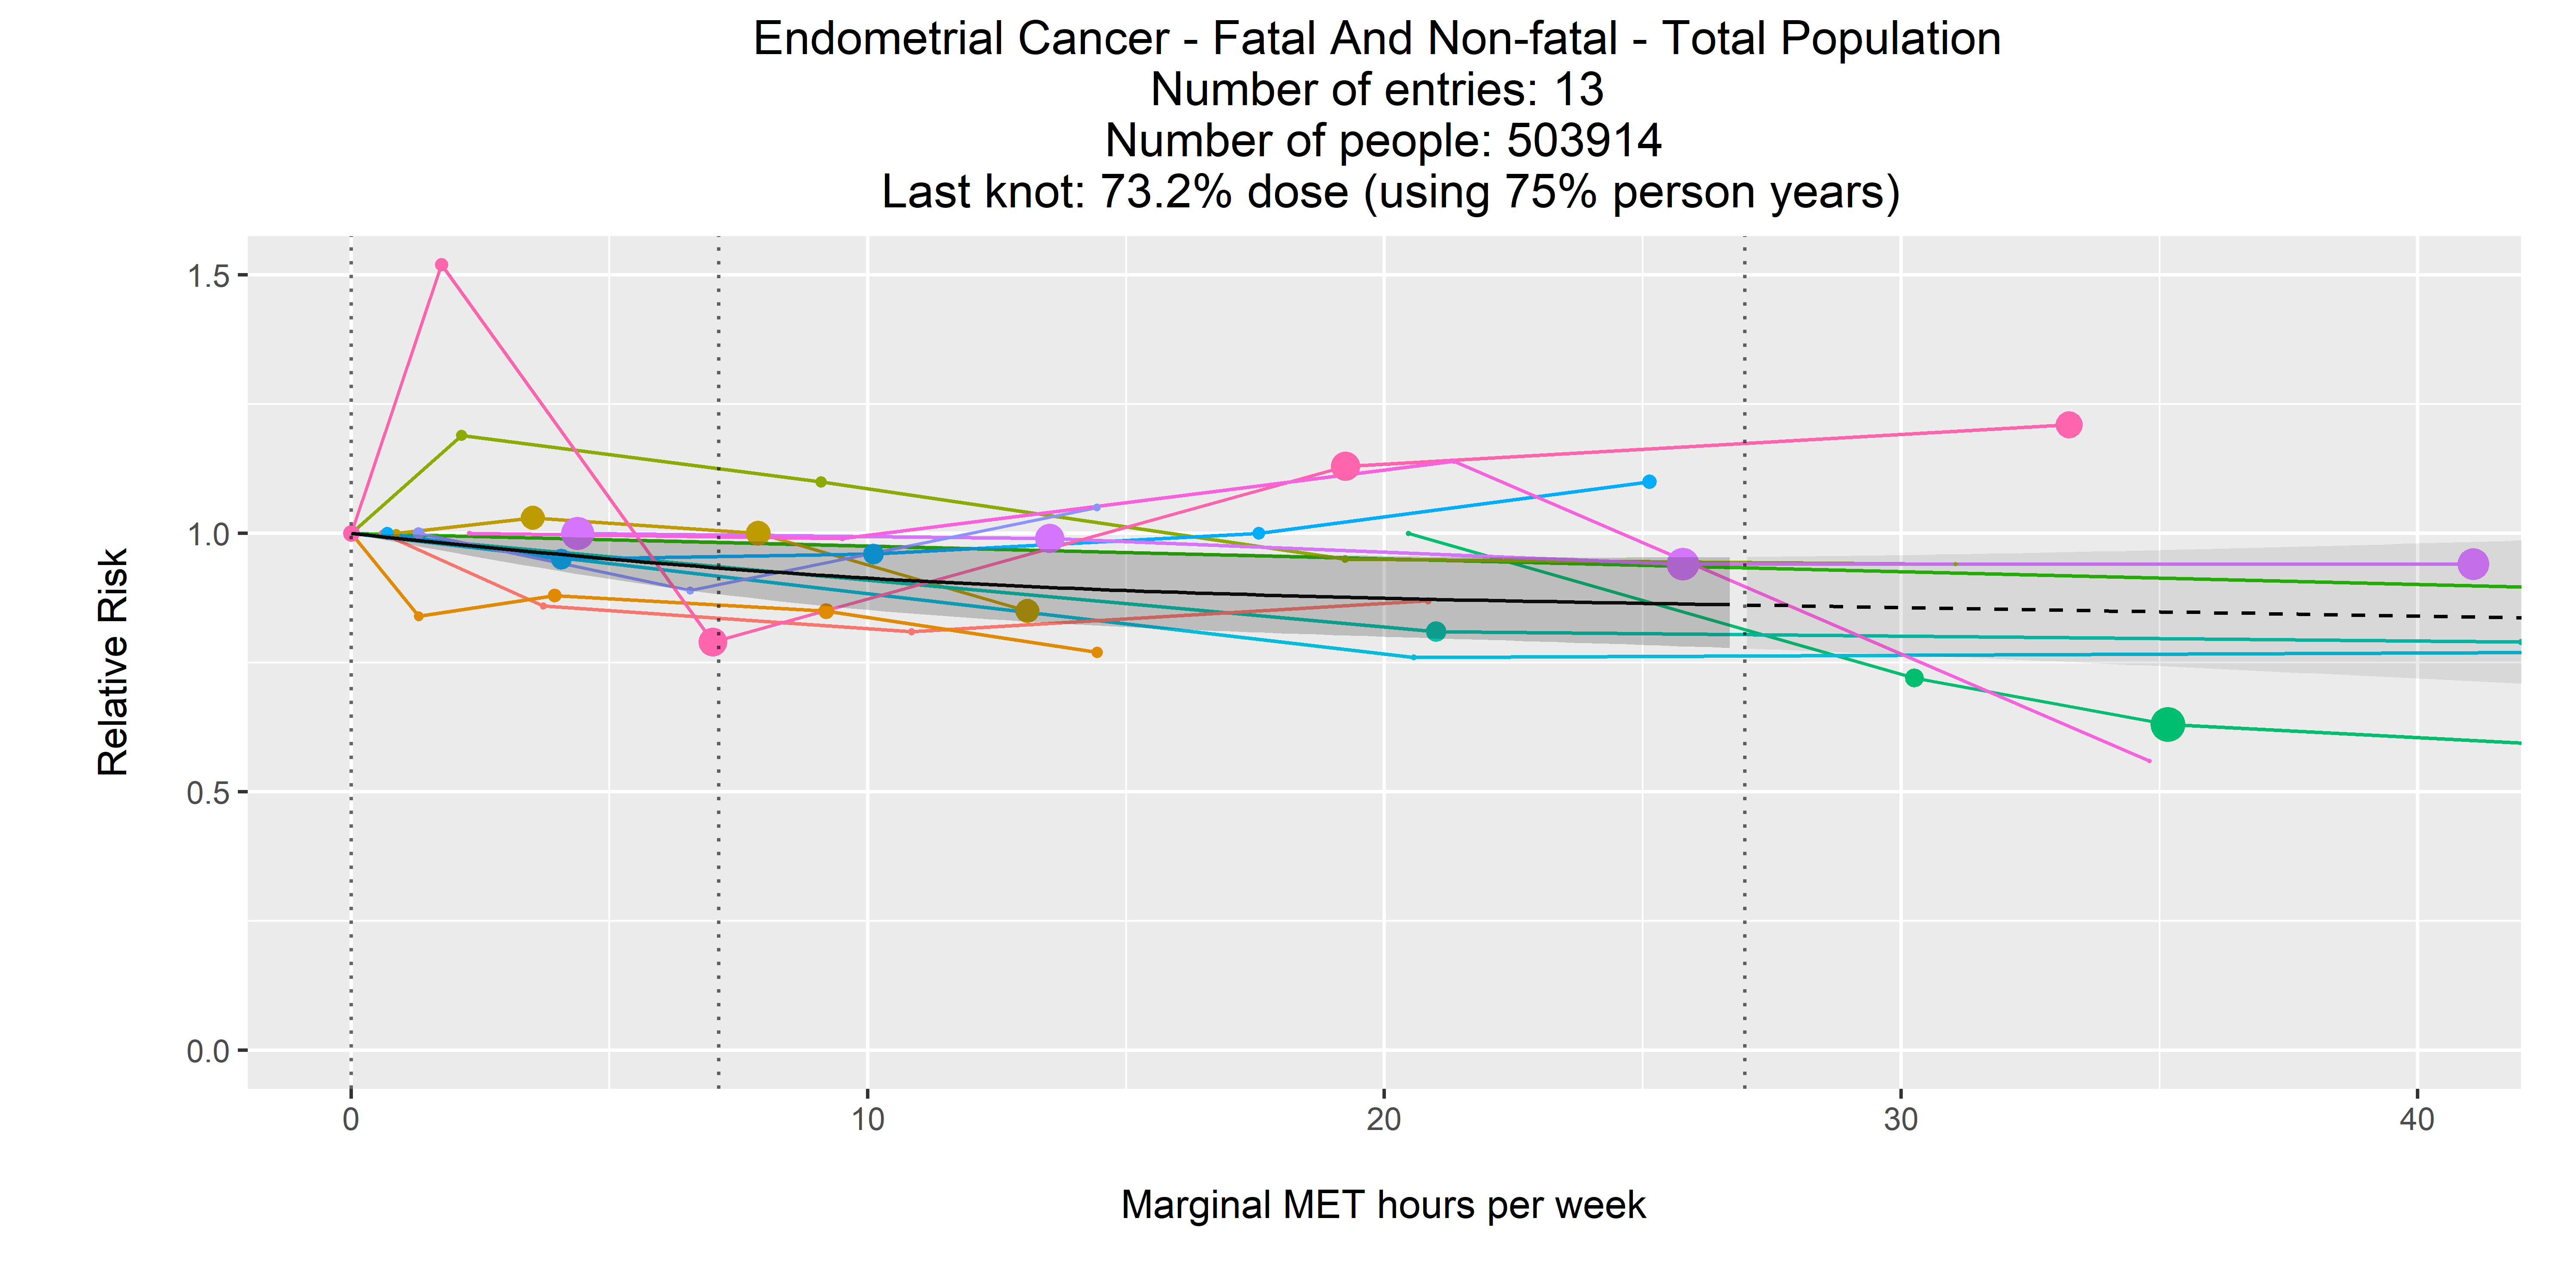 Endometrial Cancer - Fatal And Non-fatal - Total Population
Number of entries: 13
Number of people: 503914
Last knot: 73.2% dose (using 75% person years)
Relative Risk
1.5
1.0
0.5
0.0
0 10 20 30 40
Marginal MET hours per week